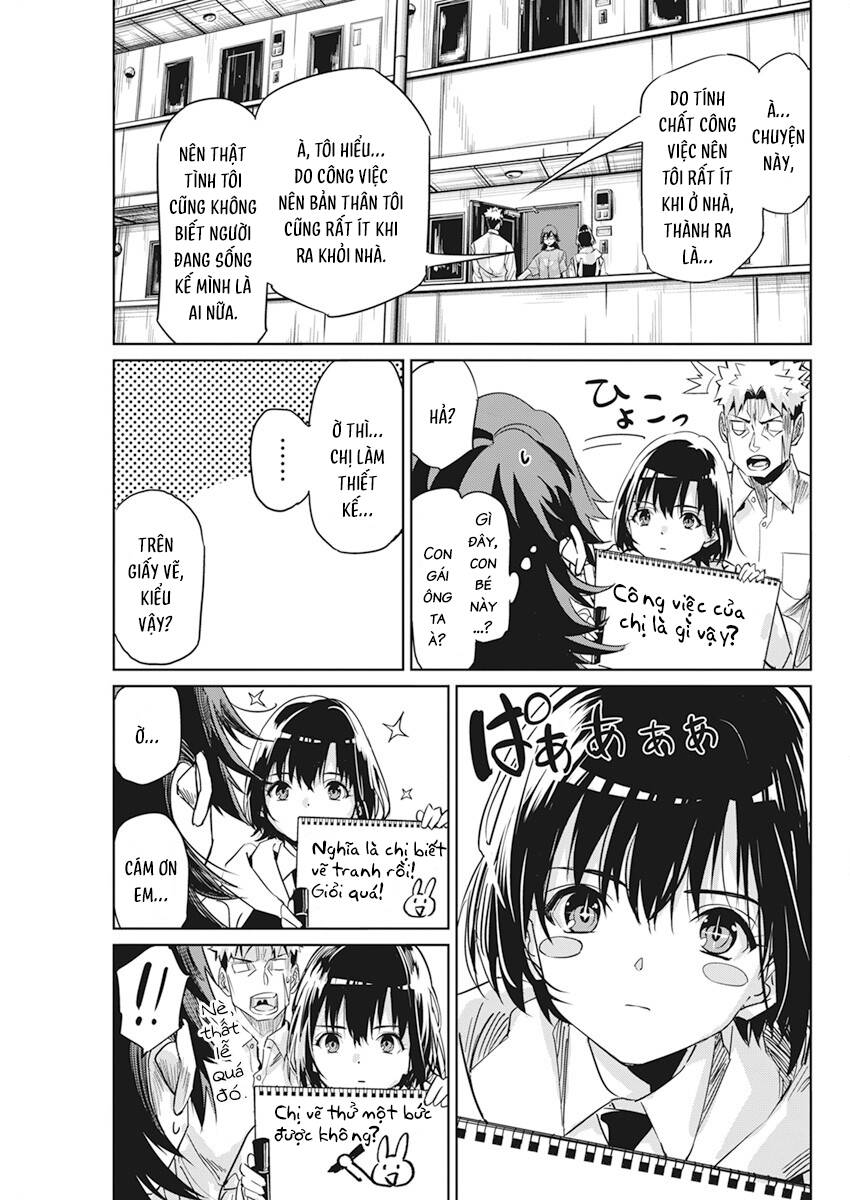 À...
CHUYỆN
NÀY,
DO TÍNH
CHẤT CÔNG
VIỆC NÊN
TÔI RẤT ÍT
KHI Ở NHÀ,
THÀNH RA
LÀ...
À, TÔI HIỂU...
DO CÔNG VIỆC
NÊN BẢN THÂN TÔI
CŨNG RẤT ÍT KHI
RA KHỎI NHÀ.
NÊN THẬT
TÌNH TÔI
CŨNG KHÔNG
BIẾT NGƯỜI
ĐANG SỐNG
KẾ MÌNH LÀ
AI NỮA.
ひょこっ
HẢ?
Công việc của
chị là gì vậy?
GÌ
ĐÂY,
CON BÉ
NÀY
...?
CON
GÁI
ÔNG
TA
À?
Ờ THÌ...
CHỊ LÀM
THIẾT
KẾ...
...
TRÊN
GIẤY VẼ,
KIỂU
VẬY?
ぱあぁぁぁ
Nghĩa là chị biết
vẽ tranh rồi!
Giỏi quá!
Ờ...
CÁM ƠN
EM...
Nè,
thất
lễ
quá
đó.
Chị vẽ thử một bức
được không?
!!